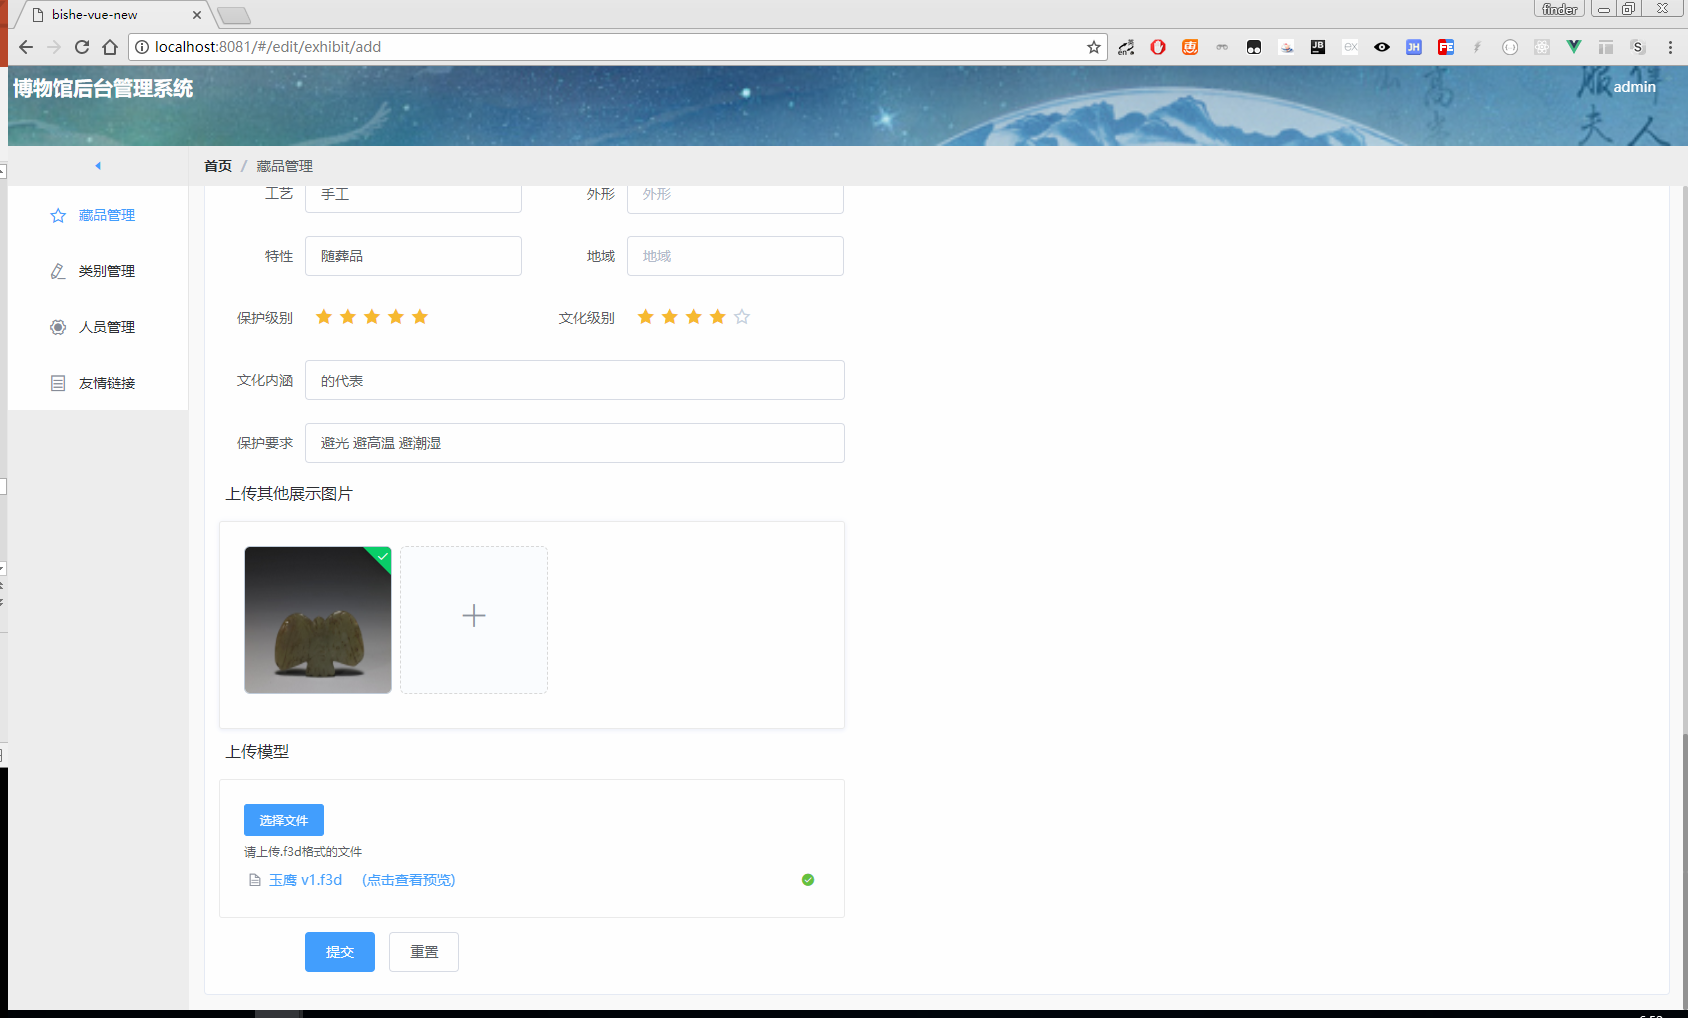 bishe-vue-new
finder
localhost:8081/#/edit/exhibit/add
博物馆后台管理系统
admin
首页 / 藏品管理
藏品管理
类别管理
人员管理
友情链接
工艺 手工 外形 外形
特性 随葬品 地域 地域
保护级别 文化级别
文化内涵 的代表
保护要求 避光 避高温 避潮湿
上传其他展示图片
上传模型
选择文件
请上传.f3d格式的文件
玉鹰 v1.f3d (点击查看预览)
提交 重置